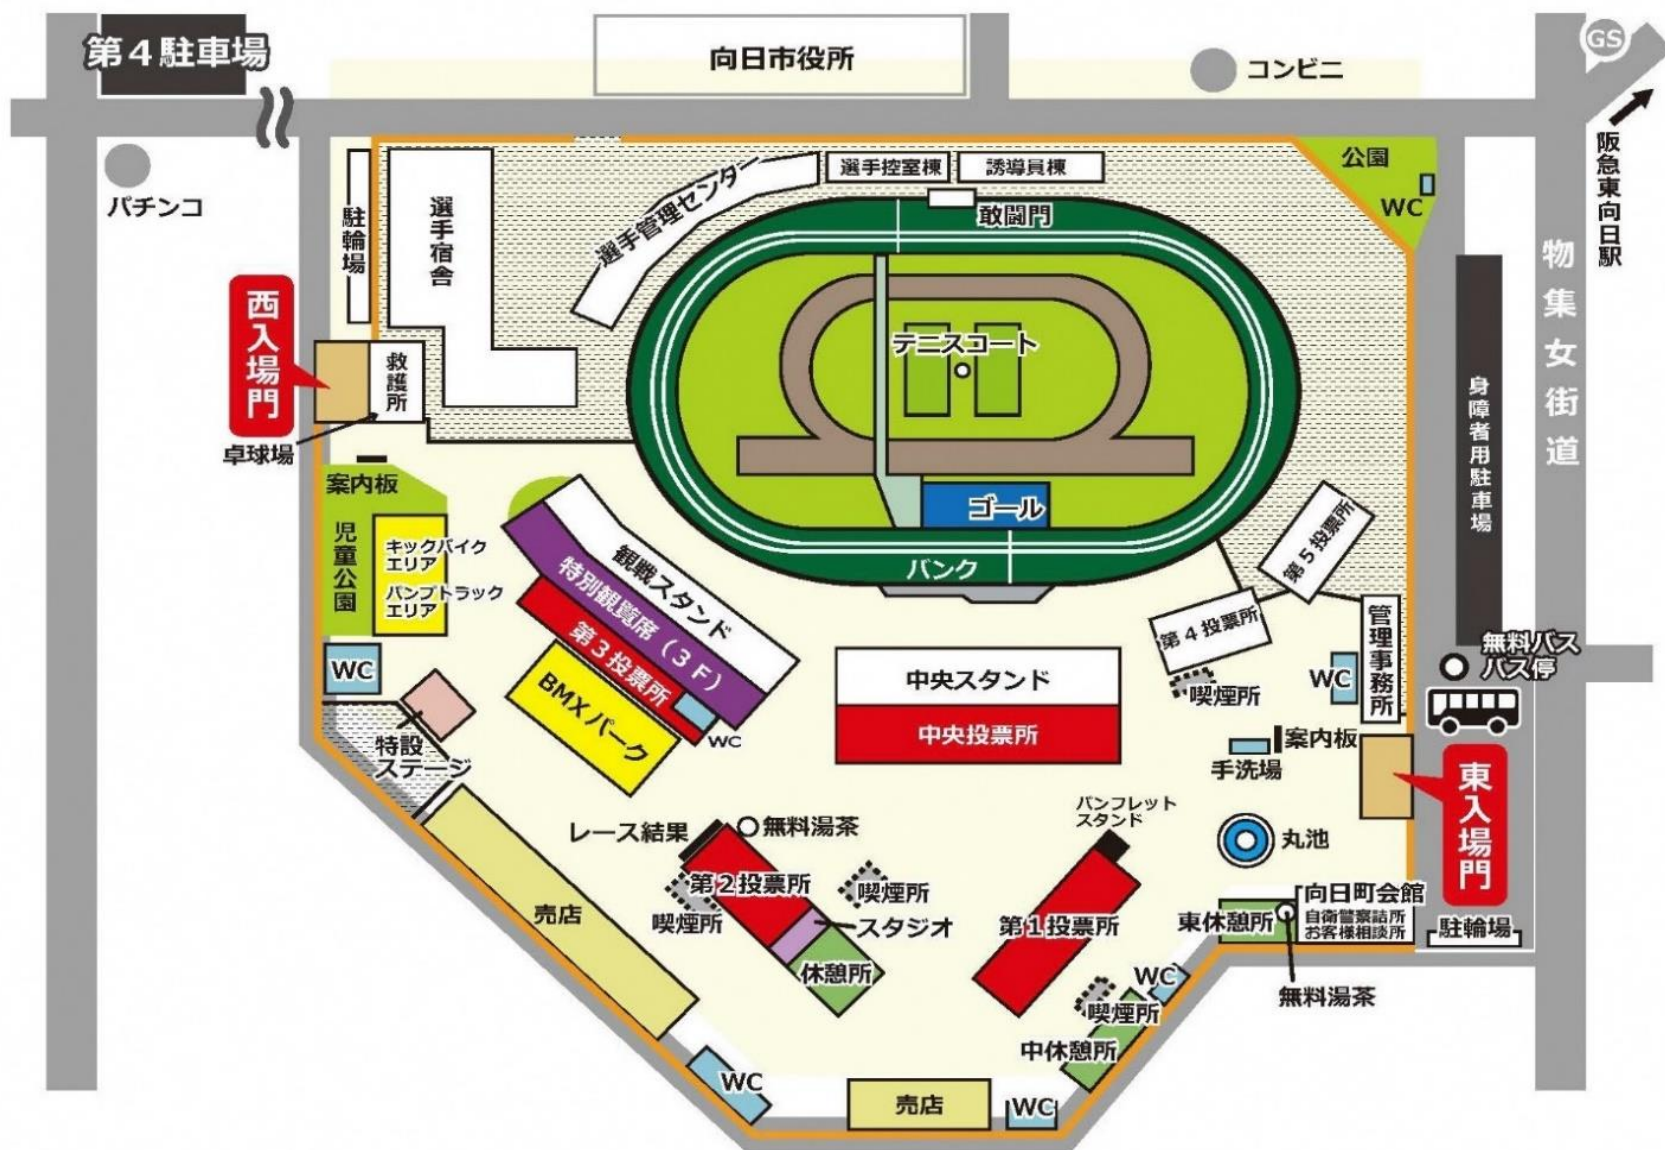 第4駐車場
向日市役所
コンビニ
GS
阪急東向日駅
パチンコ
駐輪場
選手宿舎
選手管理センター
選手控室棟
誘導員棟
敢闘門
公園
WC
物集女街道
西入場門
救護所
卓球場
テニスコート
身障者用駐車場
案内板
児童公園
キックバイク
エリア
パンプトラック
エリア
ゴール
バンク
観戦スタンド
特別観覧席(3F)
第3投票所
BMXパーク
WC
WC
第5投票所
第4投票所
管理事務所
喫煙所
WC
無料バス
バス停
中央スタンド
中央投票所
特設
ステージ
案内板
手洗場
東入場門
パンフレット
スタンド
丸池
レース結果
無料湯茶
第2投票所
喫煙所
喫煙所
スタジオ
休憩所
第1投票所
東休憩所
向日町会館
自衛警察詰所
お客様相談所
駐輪場
無料湯茶
売店
WC
喫煙所
中休憩所
WC
売店
WC